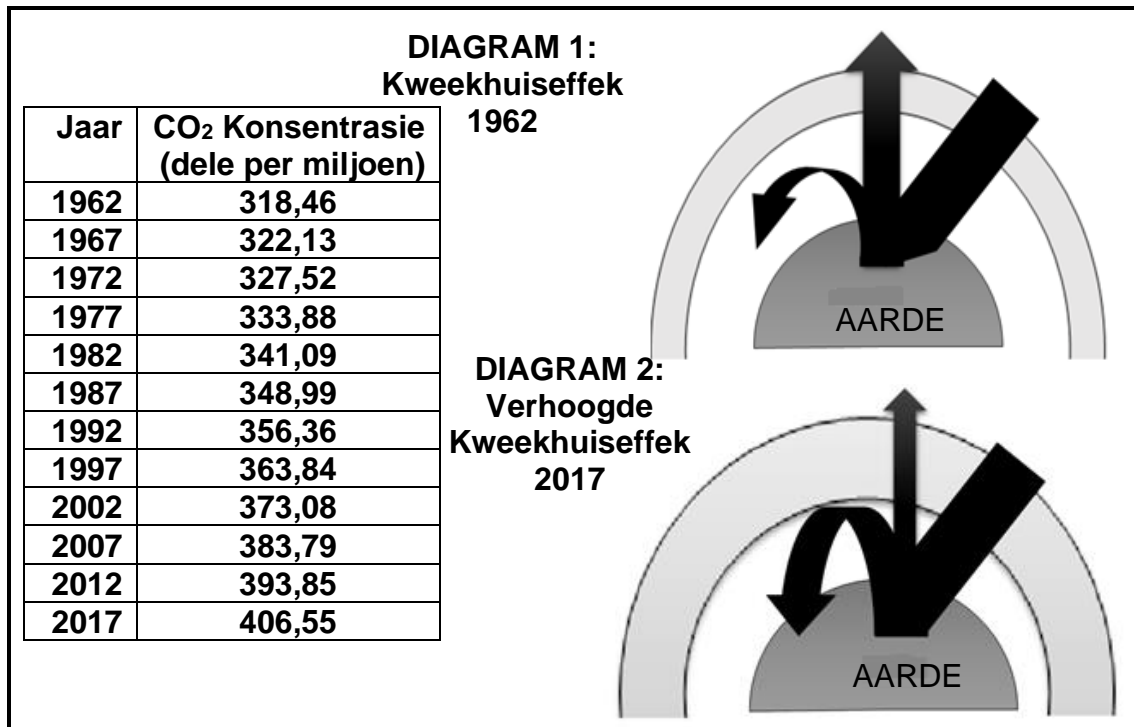 DIAGRAM 1:
Kweekhuiseffek
1962
Jaar CO₂ Konsentrasie
(dele per miljoen)
1962 318,46
1967 322,13
1972 327,52
1977 333,88
1982 341,09
1987 348,99
1992 356,36
1997 363,84
2002 373,08
2007 383,79
2012 393,85
2017 406,55
AARDE
DIAGRAM 2:
Verhoogde
Kweekhuiseffek
2017
AARDE